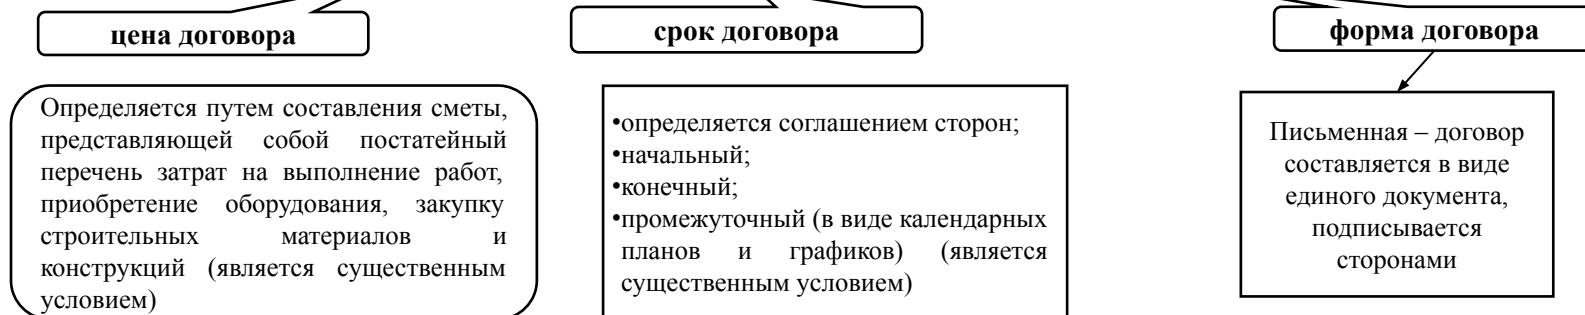 цена договора
срок договора
форма договора
Определяется путем составления сметы,
представляющей собой постатейный
перечень затрат на выполнение работ,
приобретение оборудования, закупку
строительных материалов и
конструкций (является существенным
условием)
•определяется соглашением сторон;
•начальный;
•конечный;
•промежуточный (в виде календарных
планов и графиков) (является
существенным условием)
Письменная – договор
составляется в виде
единого документа,
подписывается
сторонами